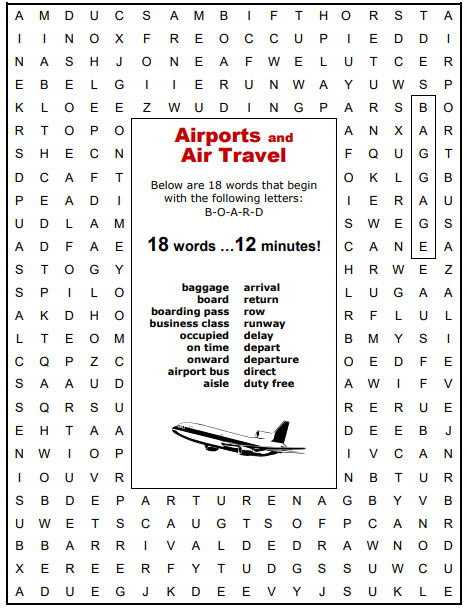 A M D U C S A M B I F T H O R S T A
I I N O X F R E O C C U P I E D D I
N A S H J O N E A F W E L U T C E R
E B E L G I I E R U N W A Y U W S P
K L O E E Z W U D I N G P A R S B O
R T O P O A N X A R
S H E C N F Q U G T
D C A F T O K L G B
P E A D I I E R A U
U D L A M S W E G S
A D F A E C A N E A
S T O G Y H R W E Z
S P I L O L U G A A
A K D H O R F L U L
L T E O M B M Y S I
C Q P Z C O E D F E
S A A U D A W I F V
S Q R S U R E R U E
E H T A A D E E B J
N W I O P I V C A N
I O U V R N B T U R
Airports and
Air Travel
Below are 18 words that begin
with the following letters:
B-O-A-R-D
18 words ...12 minutes!
baggage arrival
board return
boarding pass row
business class runway
occupied delay
on time depart
onward departure
airport bus direct
aisle duty free
S B D E P A R T U R E N A G B Y V B
U W E T S C A U G T S O F P C A N R
B B A R R I V A L D E D R A W N O D
X E R E E R F Y T U D G S S U W C U
A D U E G J K D E E V Y J S U K L E